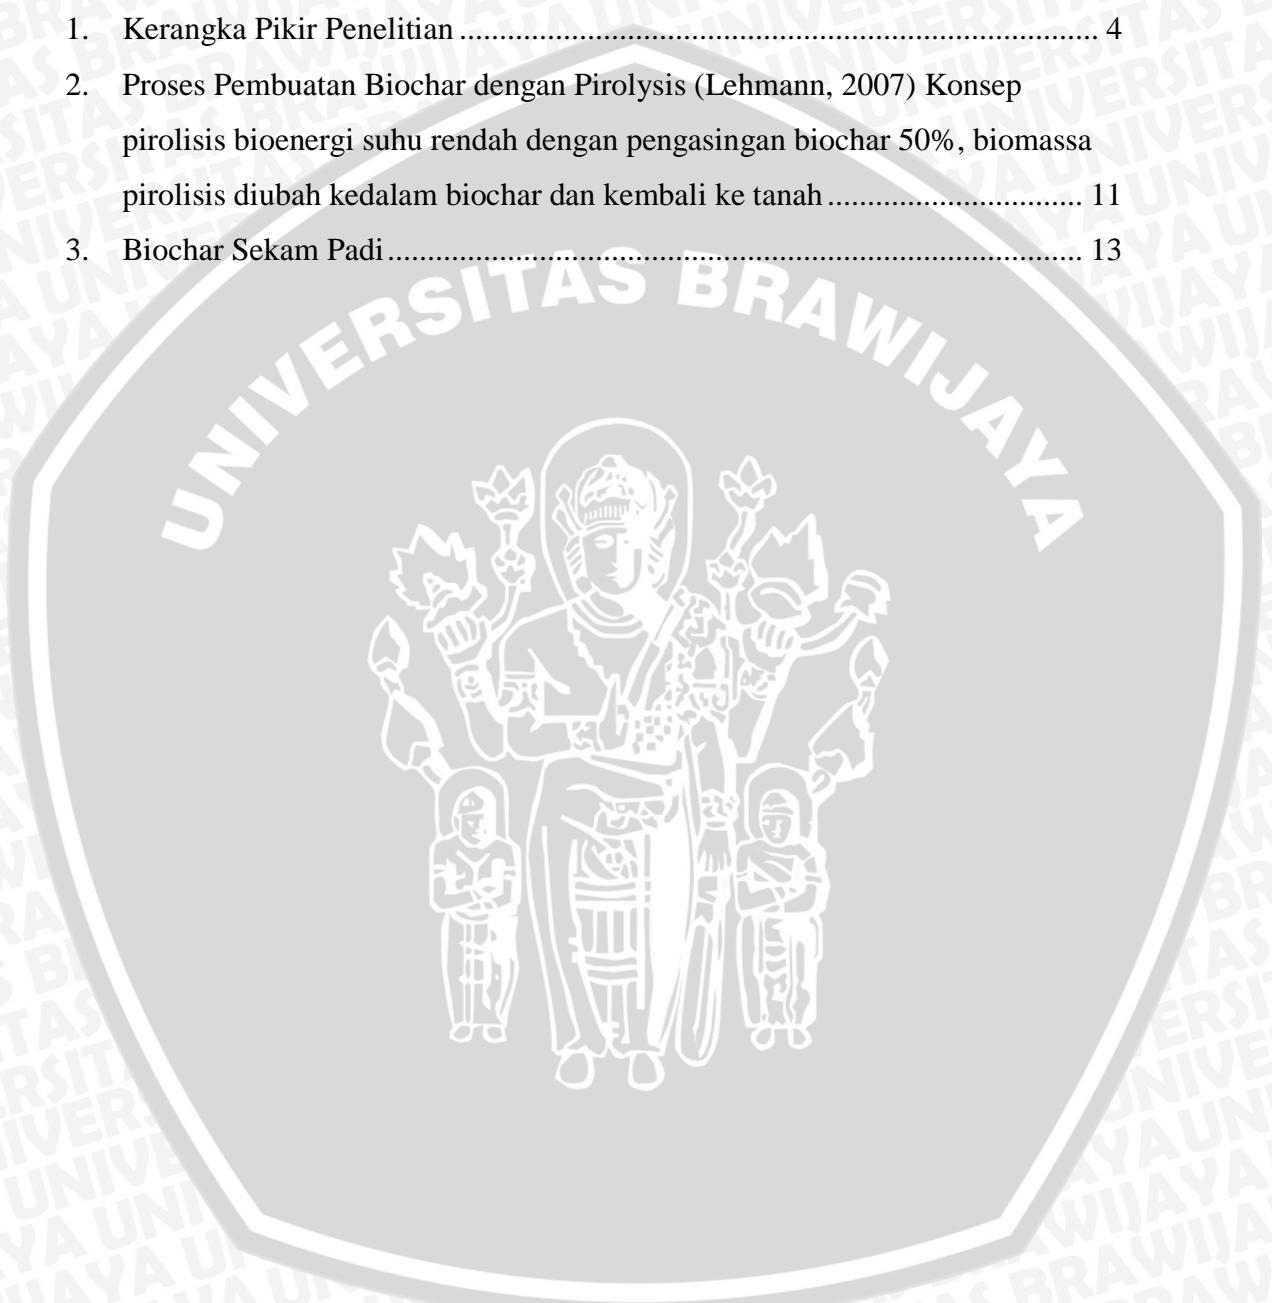 1. Kerangka Pikir Penelitian ................................................................................ 4
2. Proses Pembuatan Biochar dengan Pirolysis (Lehmann, 2007) Konsep
pirolisis bioenergi suhu rendah dengan pengasingan biochar 50%, biomassa
pirolisis diubah kedalam biochar dan kembali ke tanah ................................ 11
3. Biochar Sekam Padi....................................................................................... 13
UNIVERSITAS BRAWIJAYA